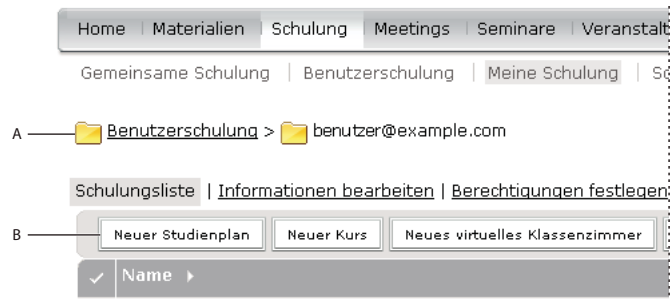 Home Materialien Schulung Meetings Seminare Veranstalt
Gemeinsame Schulung | Benutzerschulung | Meine Schulung | Sc
A Benutzerschulung > benutzer@example.com
Schulungsliste | Informationen bearbeiten | Berechtigungen festlegen
B Neuer Studienplan Neuer Kurs Neues virtuelles Klassenzimmer
Name